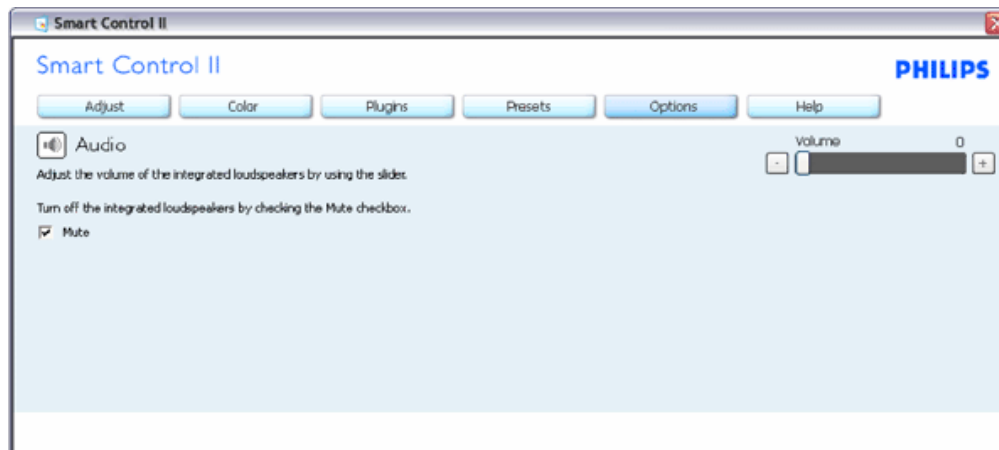 Smart Control II
Smart Control II
PHILIPS
Adjust Color Plugins Presets Options Help
Audio
Volume 0
- +
Adjust the volume of the integrated loudspeakers by using the slider.
Turn off the integrated loudspeakers by checking the Mute checkbox.
Mute